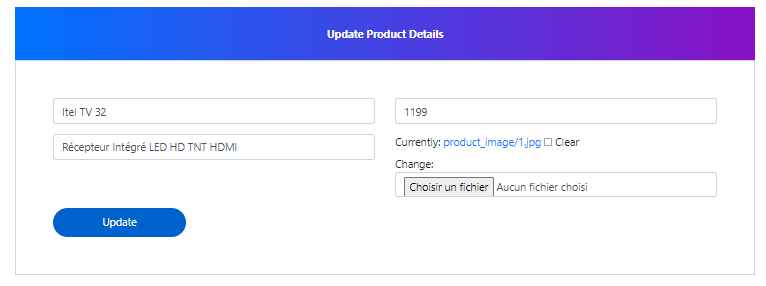 Update Product Details
Itel TV 32
1199
Récepteur Intégré LED HD TNT HDMI
Currently: product_image/1.jpg Clear
Change:
Choisir un fichier Aucun fichier choisi
Update